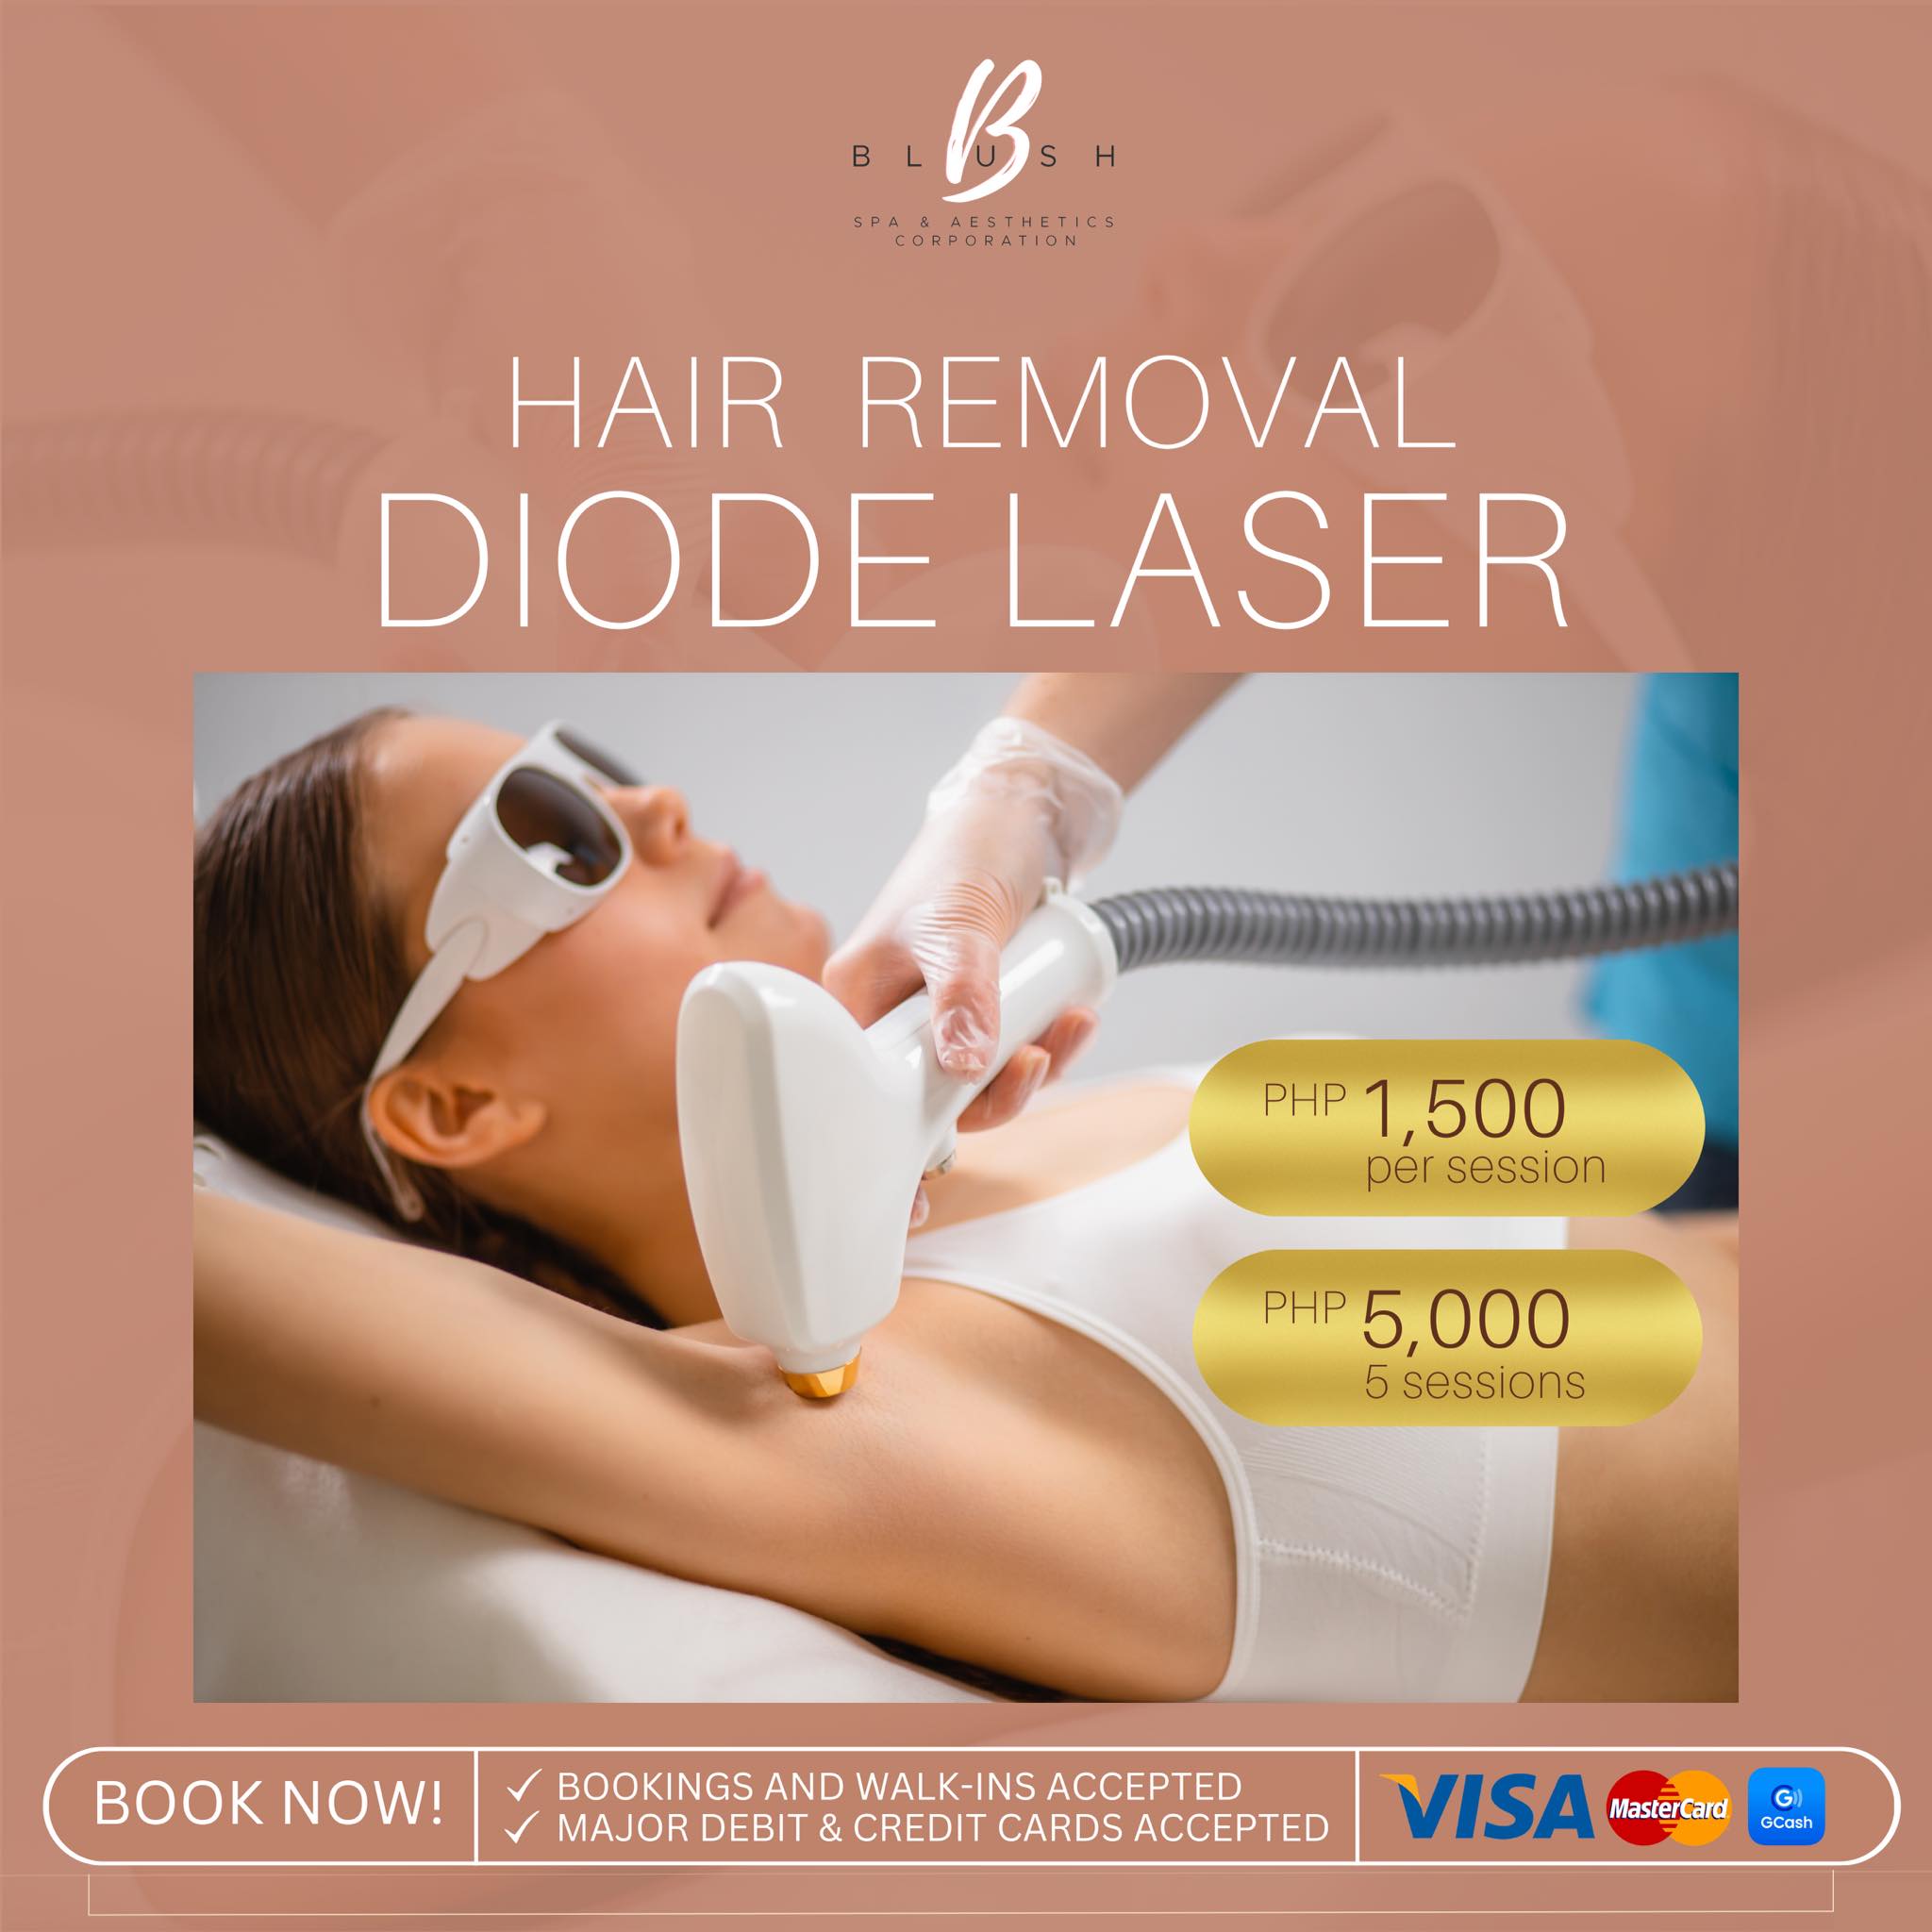 B
BLUSH
SPA & AESTHETICS
CORPORATION
HAIR REMOVAL
DIODE LASER
PHP 1,500
per session
PHP 5,000
5 sessions
BOOK NOW!
✓ BOOKINGS AND WALK-INS ACCEPTED
✓ MAJOR DEBIT & CREDIT CARDS ACCEPTED
VISA
MasterCard
G
GCash